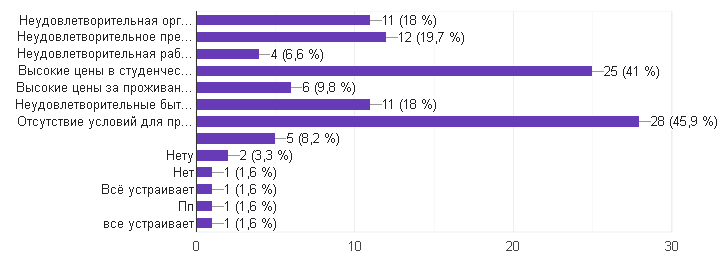 Неудовлетворительная орг... 11 (18 %)
Неудовлетворительное пре... 12 (19,7 %)
Неудовлетворительная раб... 4 (6,6 %)
Высокие цены в студенчес... 25 (41 %)
Высокие цены за проживан... 6 (9,8 %)
Неудовлетворительные быт... 11 (18 %)
Отсутствие условий для пр... 28 (45,9 %)
5 (8,2 %)
Нету 2 (3,3 %)
Нет 1 (1,6 %)
Всё устраивает 1 (1,6 %)
Пп 1 (1,6 %)
все устраивает 1 (1,6 %)
0 10 20 30